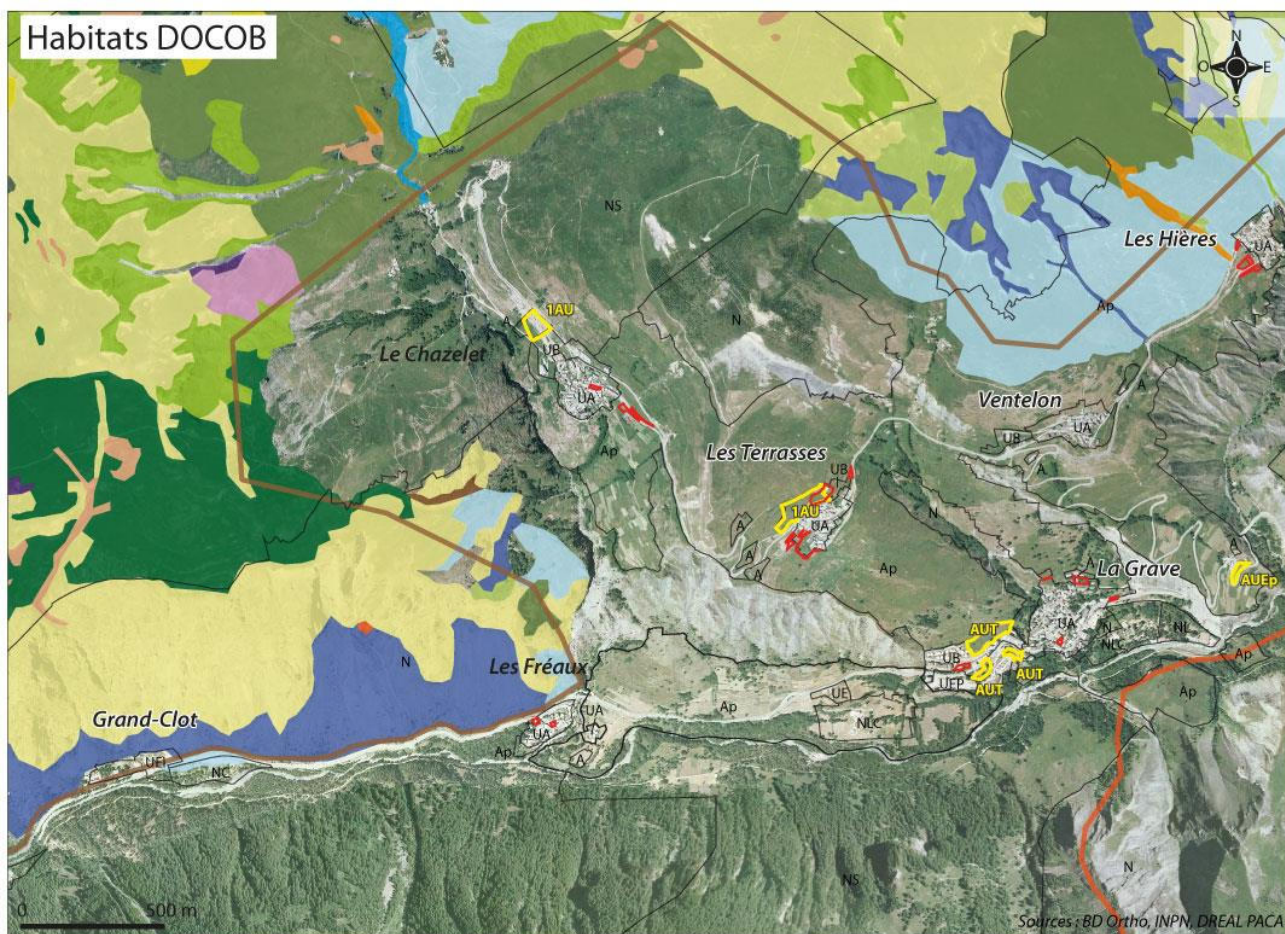 Habitats DOCOB
N
O
E
S
NS
Les Hières
UA
1AU
A
Ap
Le Chazelet
UB
N
UA
Ventelon
A
UA
UB
Les Terrasses
Ap
UB
A
N
1AU
UA
A
A
A
Ap
La Grave
A
AUEp
AUT
UA
N
NL
NLc
N
Les Fréaux
UB
AUT
Ap
UEP
AUT
Ap
Grand-Clot
UE
UA
Ap
NLC
UA
Ap
UEI
A
NC
N
NS
0
500 m
Sources : BD Ortho, INPN, DREAL PACA